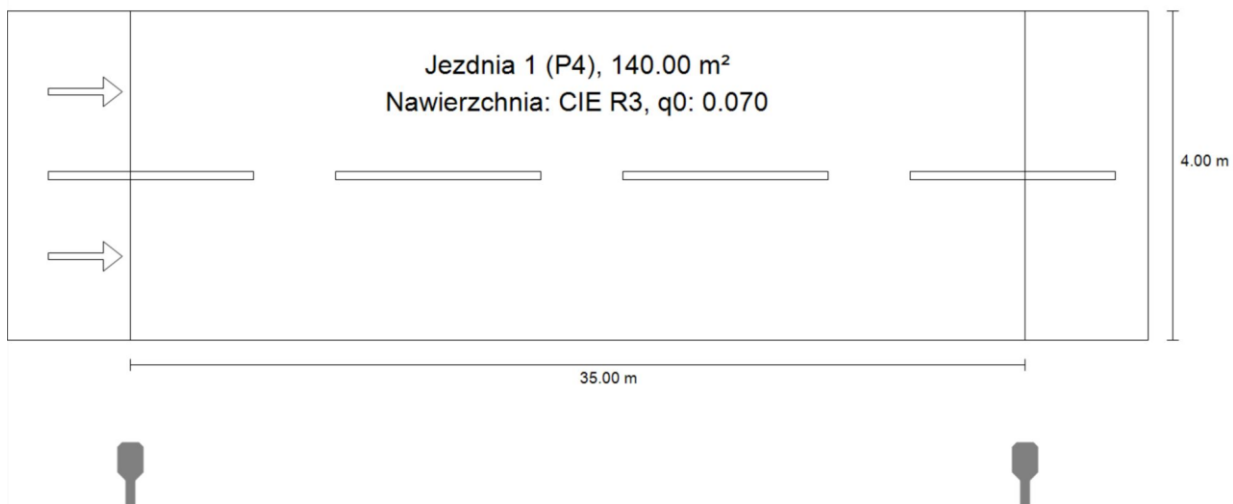 Jezdnia 1 (P4), 140.00 m²
Nawierzchnia: CIE R3, q0: 0.070
4.00 m
35.00 m